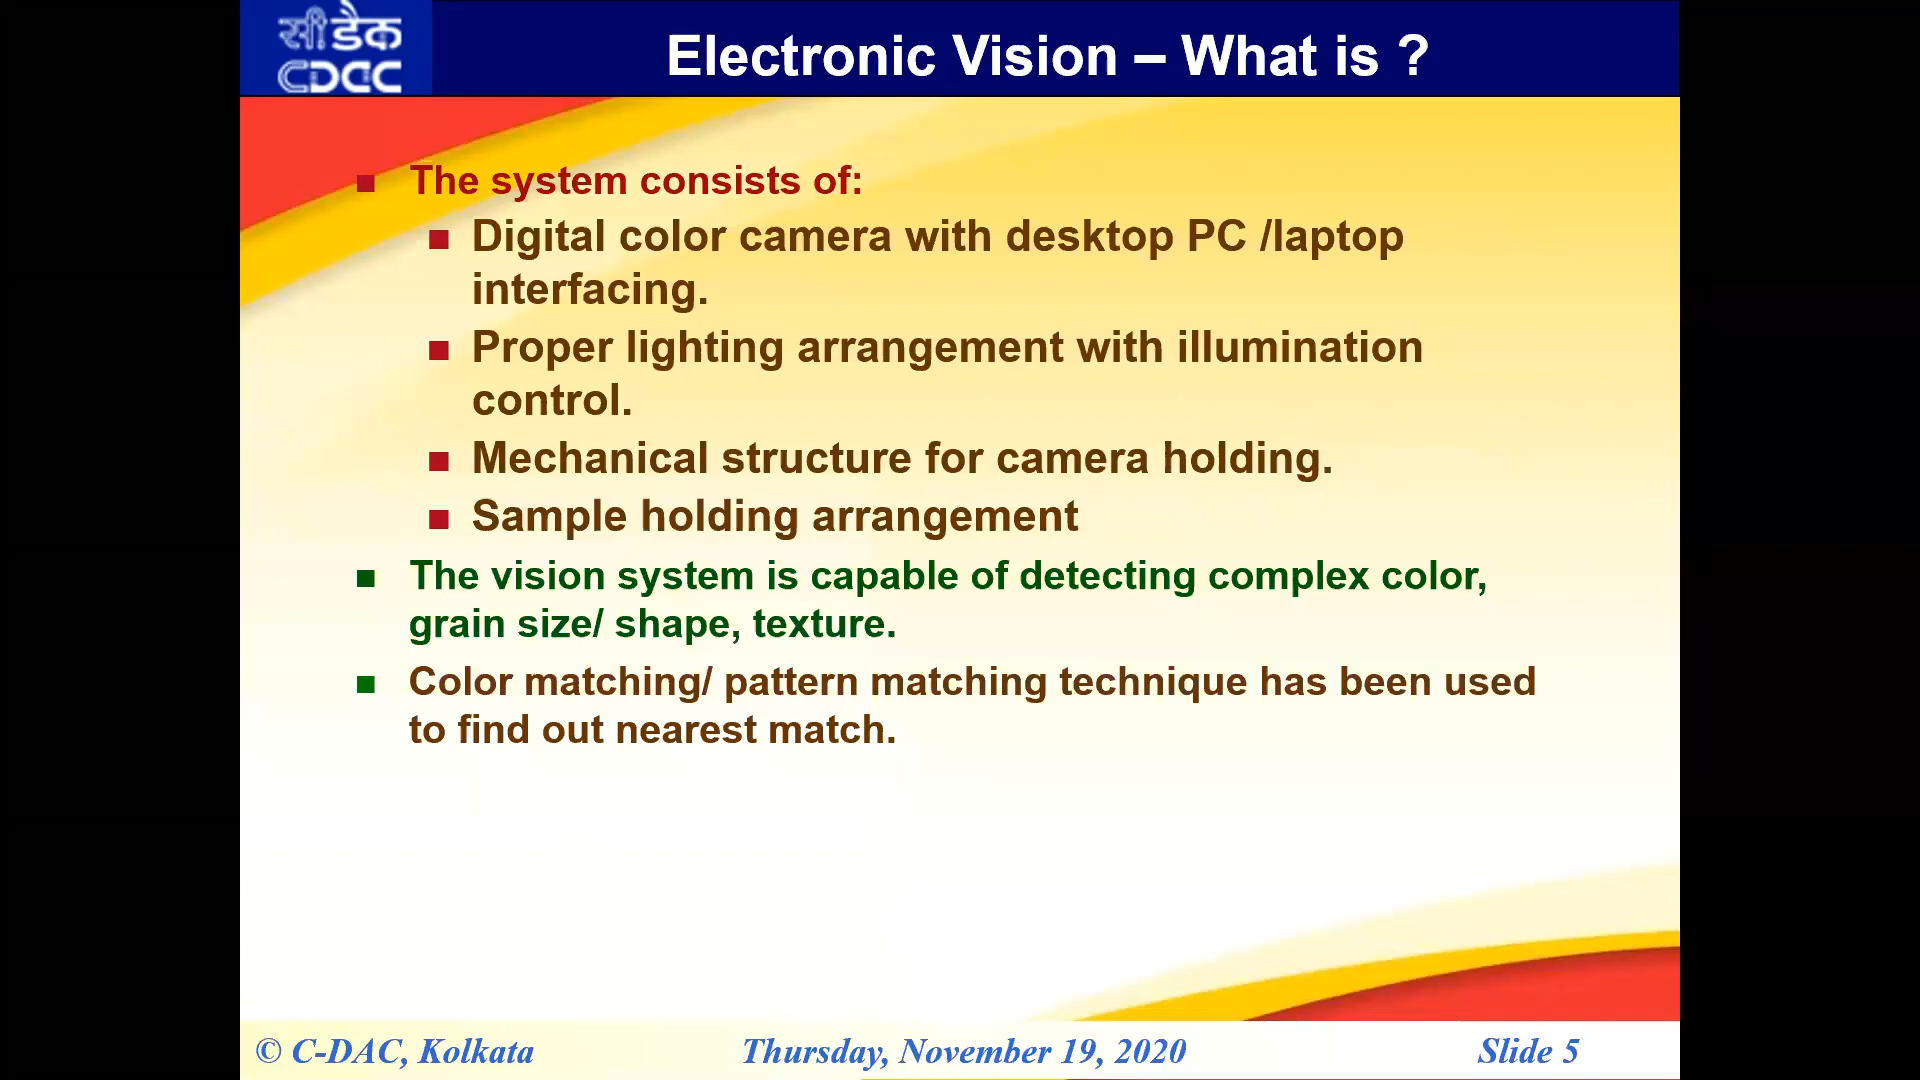 सीडैक
CDAC
Electronic Vision – What is ?
The system consists of:
Digital color camera with desktop PC /laptop
interfacing.
Proper lighting arrangement with illumination
control.
Mechanical structure for camera holding.
Sample holding arrangement
The vision system is capable of detecting complex color,
grain size/ shape, texture.
Color matching/ pattern matching technique has been used
to find out nearest match.
© C-DAC, Kolkata Thursday, November 19, 2020 Slide 5